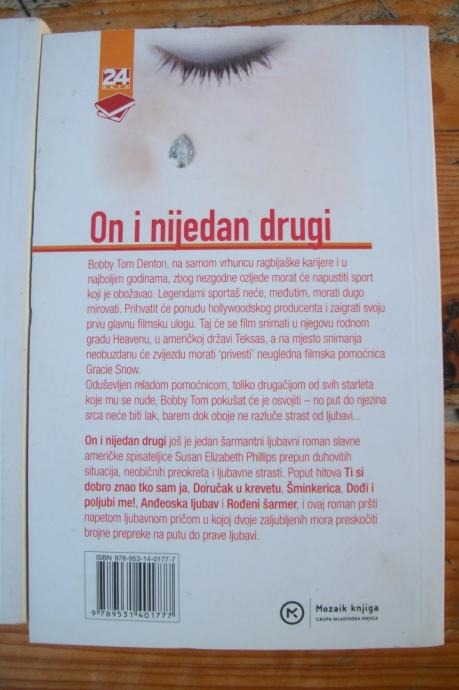 24
On i nijedan drugi
Bobby Tom Denton, na samom vrhuncu ragbijaške karijere i u
najboljim godinama, zbog nezgodne ozljede morat će napustiti sport
koji je obožavao. Legendarni sportaš neće, međutim, morati dugo
mirovati. Prihvatit će ponudu hollywoodskog producenta i zaigrati svoju
prvu glavnu filmsku ulogu. Taj će se film snimati u njegovu rodnom
gradu Heavenu, u američkoj državi Teksas, a na mjesto snimanja
neobuzdanu će zvijezdu morati 'privesti' neugledna filmska pomoćnica
Gracie Snow.
Oduševljen mladom pomoćnicom, toliko drugačijom od svih starleta
koje mu se nude, Bobby Tom pokušat će je osvojiti – no put do njezina
srca neće biti lak, barem dok oboje ne razluče strast od ljubavi...
On i nijedan drugi još je jedan šarmantni ljubavni roman slavne
američke spisateljice Susan Elizabeth Phillips prepun duhovitih
situacija, neobičnih preokreta i ljubavne strasti. Poput hitova Ti si
dobro znao tko sam ja, Doručak u krevetu, Šminkerica, Dođi i
poljubi me!, Anđeoska ljubav i Rođeni šarmer, i ovaj roman pršti
napetom ljubavnom pričom u kojoj dvoje zaljubljenih mora preskočiti
brojne prepreke na putu do prave ljubavi.
ISBN 978-953-14-0177-7
9 789531 401777
Mozaik knjiga
GRUPA MLADINSKA KNJIGA